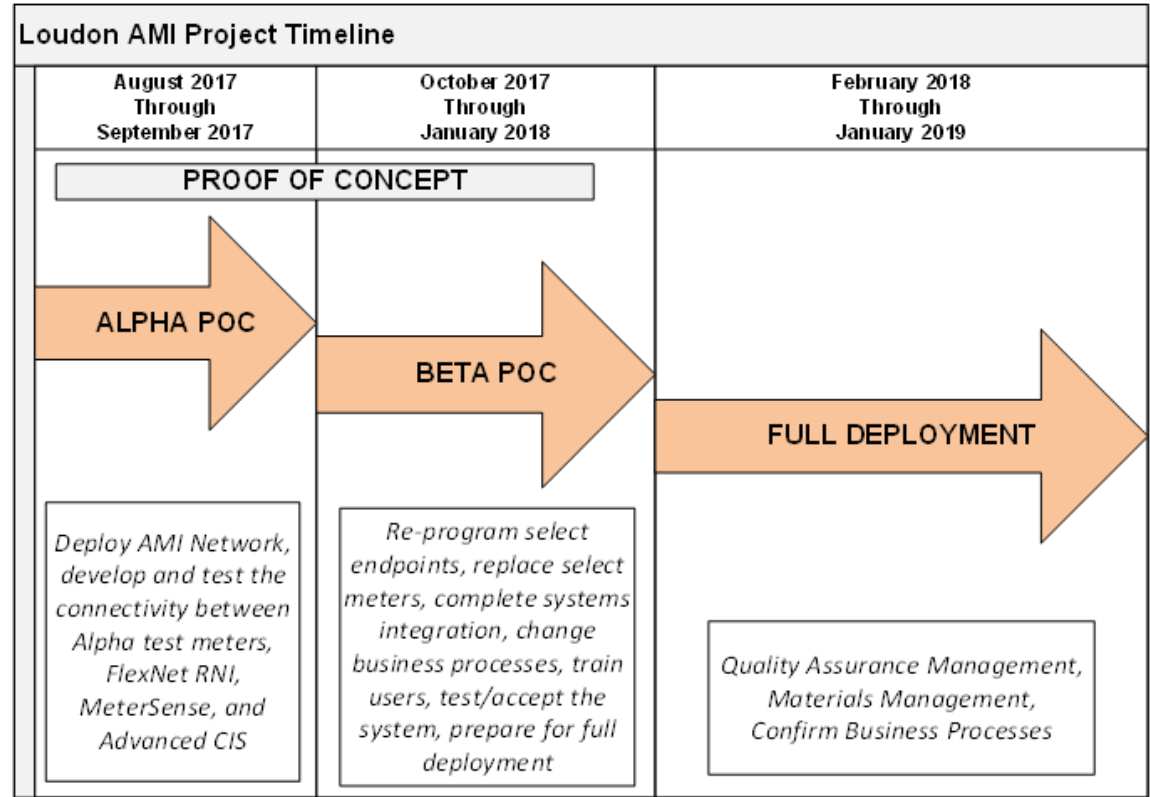 Loudon AMI Project Timeline
August 2017
Through
September 2017
October 2017
Through
January 2018
February 2018
Through
January 2019
PROOF OF CONCEPT
ALPHA POC
BETA POC
FULL DEPLOYMENT
Deploy AMI Network,
develop and test the
connectivity between
Alpha test meters,
FlexNet RNI,
MeterSense, and
Advanced CIS
Re-program select
endpoints, replace select
meters, complete systems
integration, change
business processes, train
users, test/accept the
system, prepare for full
deployment
Quality Assurance Management,
Materials Management,
Confirm Business Processes